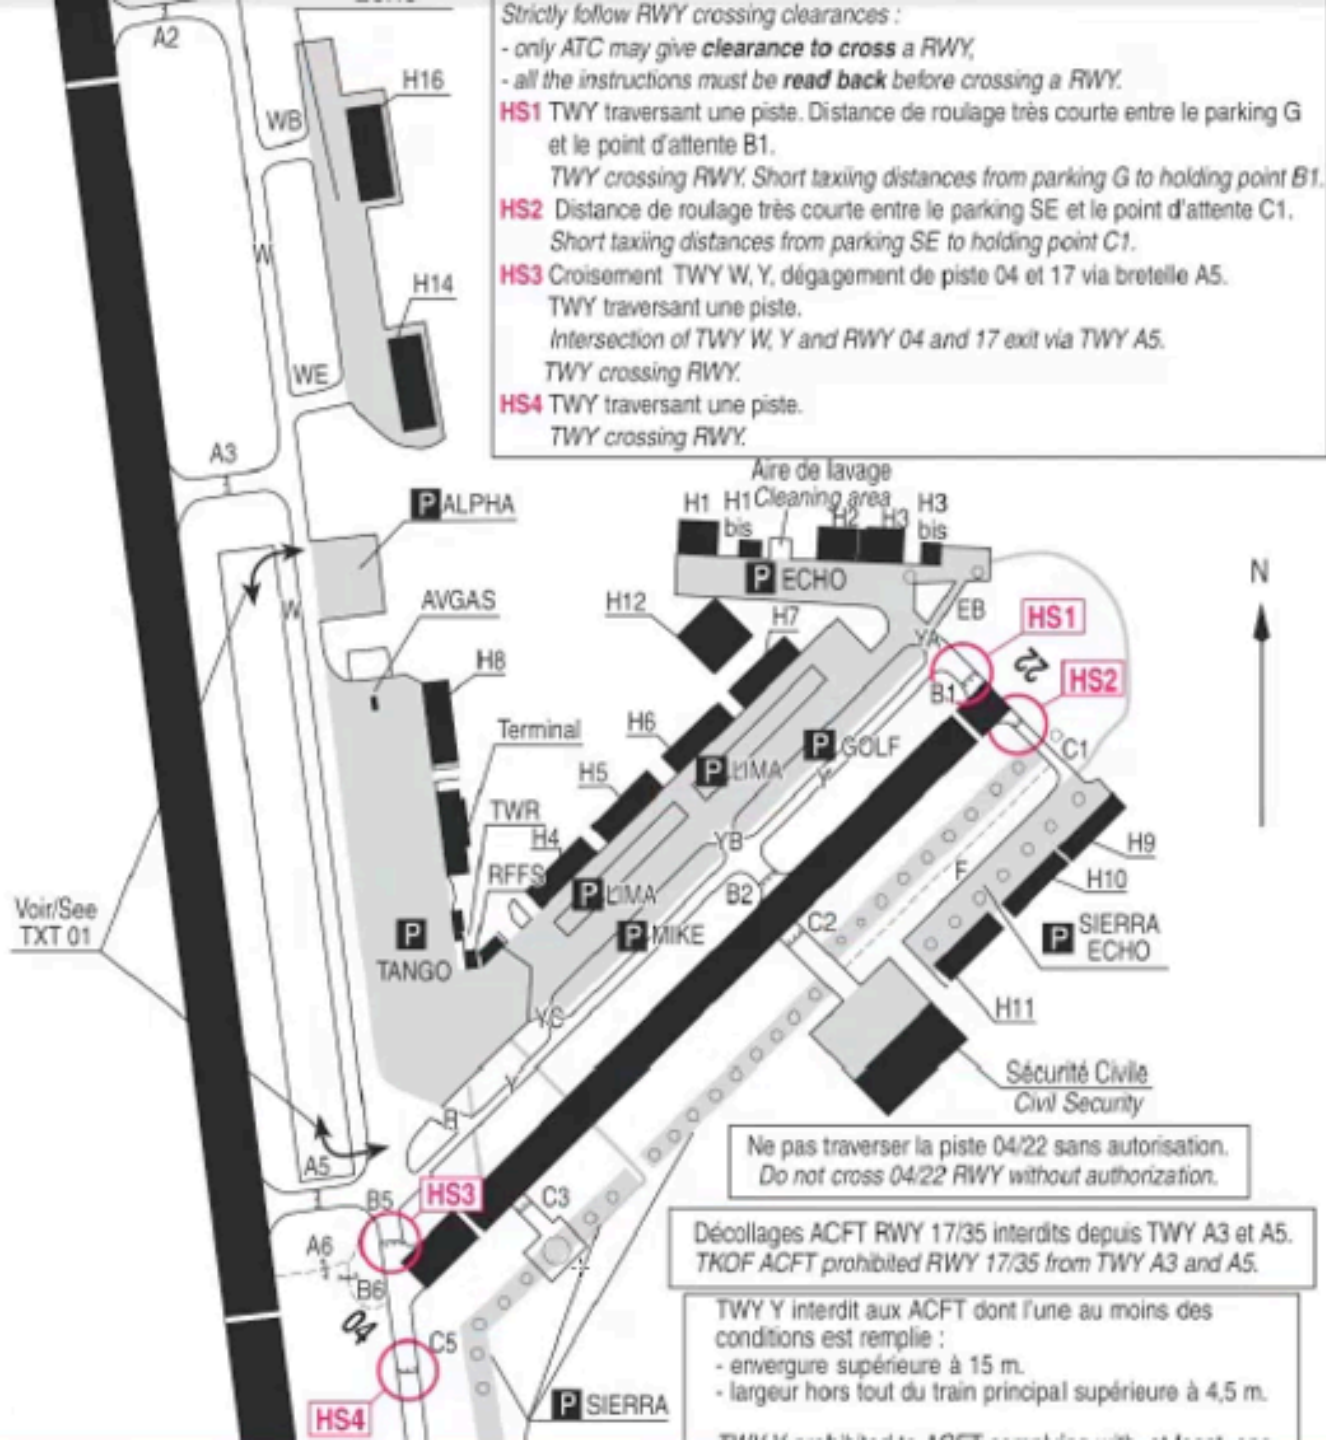 Strictly follow RWY crossing clearances :
- only ATC may give clearance to cross a RWY,
- all the instructions must be read back before crossing a RWY.
HS1 TWY traversant une piste. Distance de roulage très courte entre le parking G
et le point d'attente B1.
TWY crossing RWY. Short taxiing distances from parking G to holding point B1.
HS2 Distance de roulage très courte entre le parking SE et le point d'attente C1.
Short taxiing distances from parking SE to holding point C1.
HS3 Croisement TWY W, Y, dégagement de piste 04 et 17 via bretelle A5.
TWY traversant une piste.
Intersection of TWY W, Y and RWY 04 and 17 exit via TWY A5.
TWY crossing RWY.
HS4 TWY traversant une piste.
TWY crossing RWY.
A2
H16
WB
W
H14
WE
A3
P ALPHA
W
AVGAS
H8
Terminal
TWR
RFFS
P
TANGO
Voir/See
TXT 01
Aire de lavage
Cleaning area
H1
H1
bis
H2
H3
H3
bis
P ECHO
EB
H12
H7
YA
HS1
22
HS2
B1
C1
H6
H5
H4
P LIMA
P GOLF
Y
YB
B2
C2
F
P LIMA
P MIKE
YC
Y
R
N
H9
H10
P SIERRA
ECHO
H11
Sécurité Civile
Civil Security
A5
B5
HS3
C3
A6
B6
04
C5
HS4
P SIERRA
Ne pas traverser la piste 04/22 sans autorisation.
Do not cross 04/22 RWY without authorization.
Décollages ACFT RWY 17/35 interdits depuis TWY A3 et A5.
TKOF ACFT prohibited RWY 17/35 from TWY A3 and A5.
TWY Y interdit aux ACFT dont l'une au moins des
conditions est remplie :
- envergure supérieure à 15 m.
- largeur hors tout du train principal supérieure à 4,5 m.